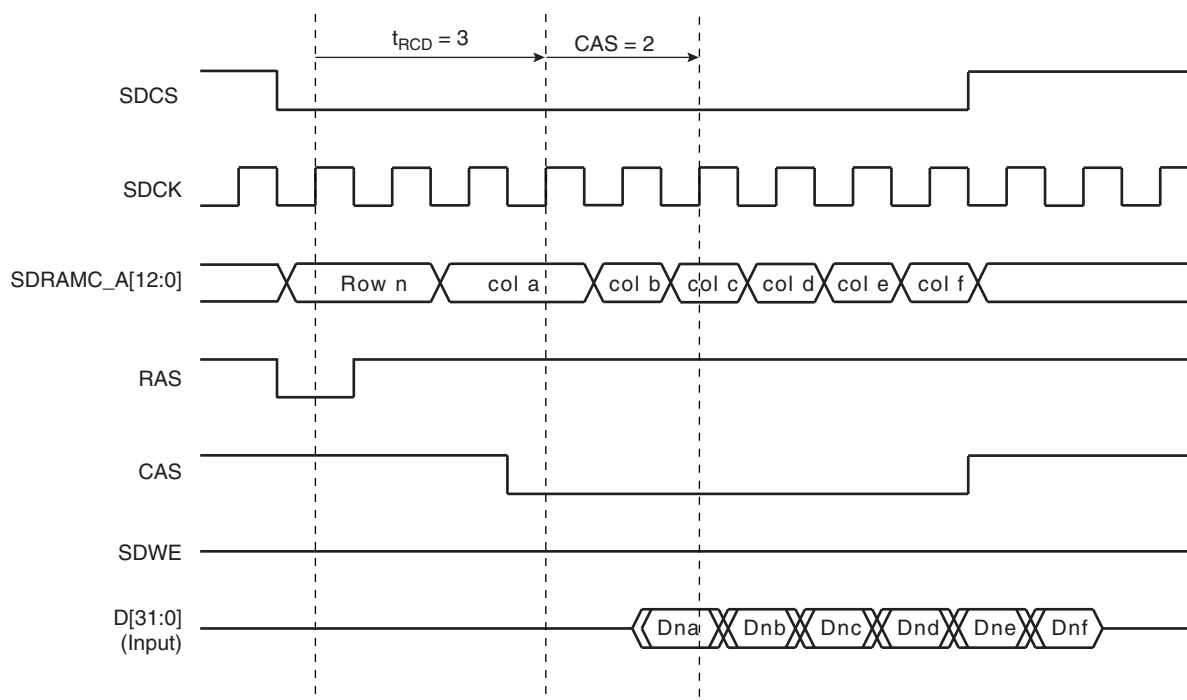 t_RCD = 3 CAS = 2
SDCS
SDCK
SDRAMC_A[12:0] Row n col a col b col c col d col e col f
RAS
CAS
SDWE
D[31:0]
(Input) Dna Dnb Dnc Dnd Dne Dnf